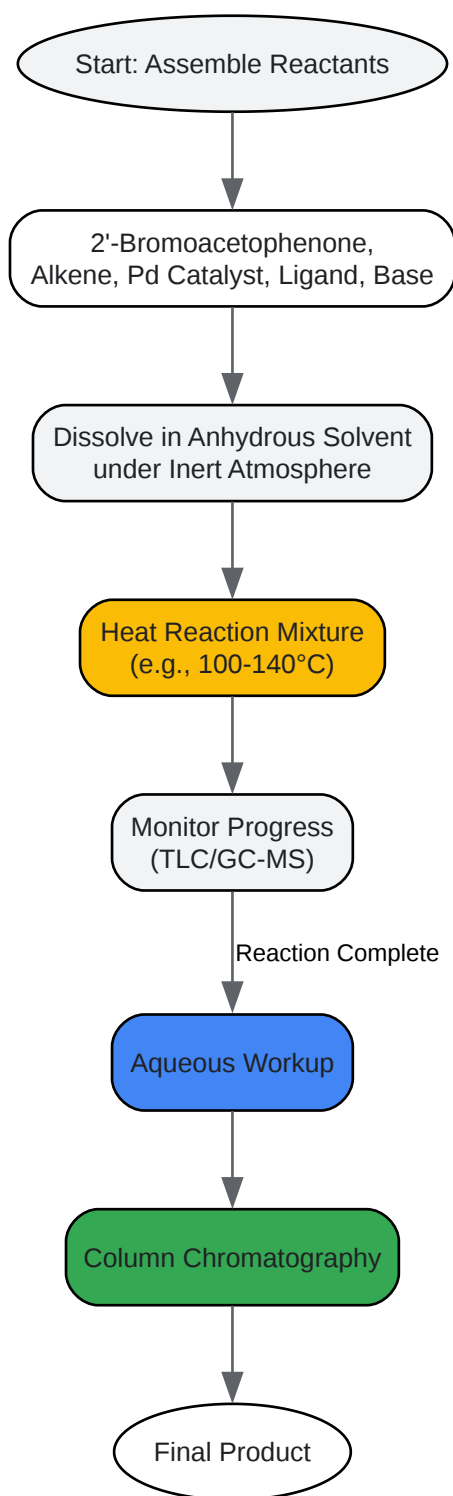 Start: Assemble Reactants
2'-Bromoacetophenone,
Alkene, Pd Catalyst, Ligand, Base
Dissolve in Anhydrous Solvent
under Inert Atmosphere
Heat Reaction Mixture
(e.g., 100-140°C)
Monitor Progress
(TLC/GC-MS)
Reaction Complete
Aqueous Workup
Column Chromatography
Final Product